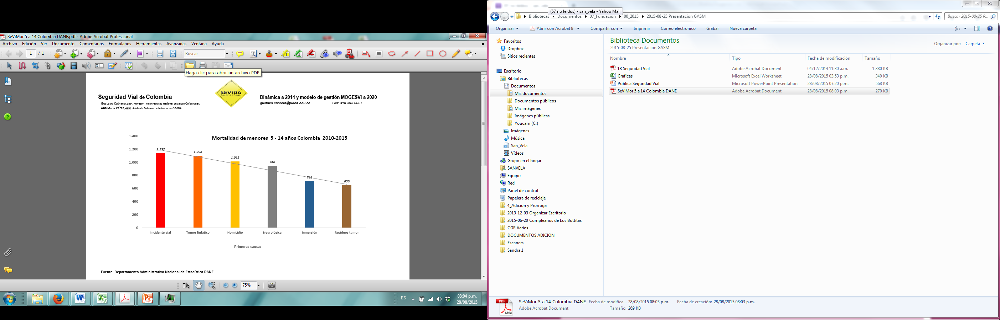 SeViMor 5 a 14 Colombia DANE.pdf - Adobe Acrobat Professional
Archivo Edición Ver Documento Comentarios Formularios Herramientas Avanzadas Ventana Ayuda
1 / 1 Buscar
Haga clic para abrir un archivo PDF
Seguridad Vial de Colombia
Gustavo Cabrera, DrSP. Profesor Titular Facultad Nacional de Salud Pública UdeA
Ana María Pérez, GESIS. Asistente Sistemas de Información SEVIDA.
SEVIDA
Dinámica a 2014 y modelo de gestión MOGESVI a 2020
gustavo.cabrera@udea.edu.co Cel: 318 393 0087
Mortalidad de menores 5 - 14 años Colombia 2010-2015
1.400
1.200
1.000
800
600
400
200
0
1.137
1.098
1.012
940
711
650
Incidente vial Tumor linfático Homicidio Neurológica Inmersión Residuos tumor
Primeras causas
Fuente: Departamento Administrativo Nacional de Estadística DANE
75%
ES
08:04 p.m.
28/08/2015
(57 no leídos) - san_vela - Yahoo Mail
Bibliotecas Documentos 07_Fundacion 00_2015 2015-08-25 Presentacion GASM
Buscar 2015-08-25 P...
Organizar Abrir con Acrobat 8 Compartir con Imprimir Correo electrónico Grabar Nueva carpeta
Favoritos
Dropbox
Sitios recientes
Escritorio
Bibliotecas
Documentos
Mis documentos
Documentos públicos
Mis imágenes
Imágenes públicas
Youcam (C:)
Imágenes
Música
San_Vela
Vídeos
Grupo en el hogar
SANVELA
Equipo
Red
Panel de control
Papelera de reciclaje
4_Adicion y Prorroga
2013-12-03 Organizar Escritorio
2015-06-20 Cumpleaños de Los Bottitas
CGR Varios
DOCUMENTOS ADICION
Escaners
Sandra 1
Biblioteca Documentos
2015-08-25 Presentacion GASM
Organizar por: Carpeta
Nombre Tipo Fecha de modificación Tamaño
18 Seguridad Vial Adobe Acrobat Document 04/12/2014 11:30 a.m. 1.380 KB
Graficas Microsoft Excel Worksheet 28/08/2015 03:53 p.m. 340 KB
Publica Seguridad Vial Microsoft PowerPoint Presentation 28/08/2015 07:20 p.m. 568 KB
SeViMor 5 a 14 Colombia DANE Adobe Acrobat Document 28/08/2015 08:03 p.m. 270 KB
PDF
Adobe
SeViMor 5 a 14 Colombia DANE Fecha de modifica... 28/08/2015 08:03 p.m. Fecha de creación: 28/08/2015 08:03 p.m.
Adobe Acrobat Document Tamaño: 269 KB